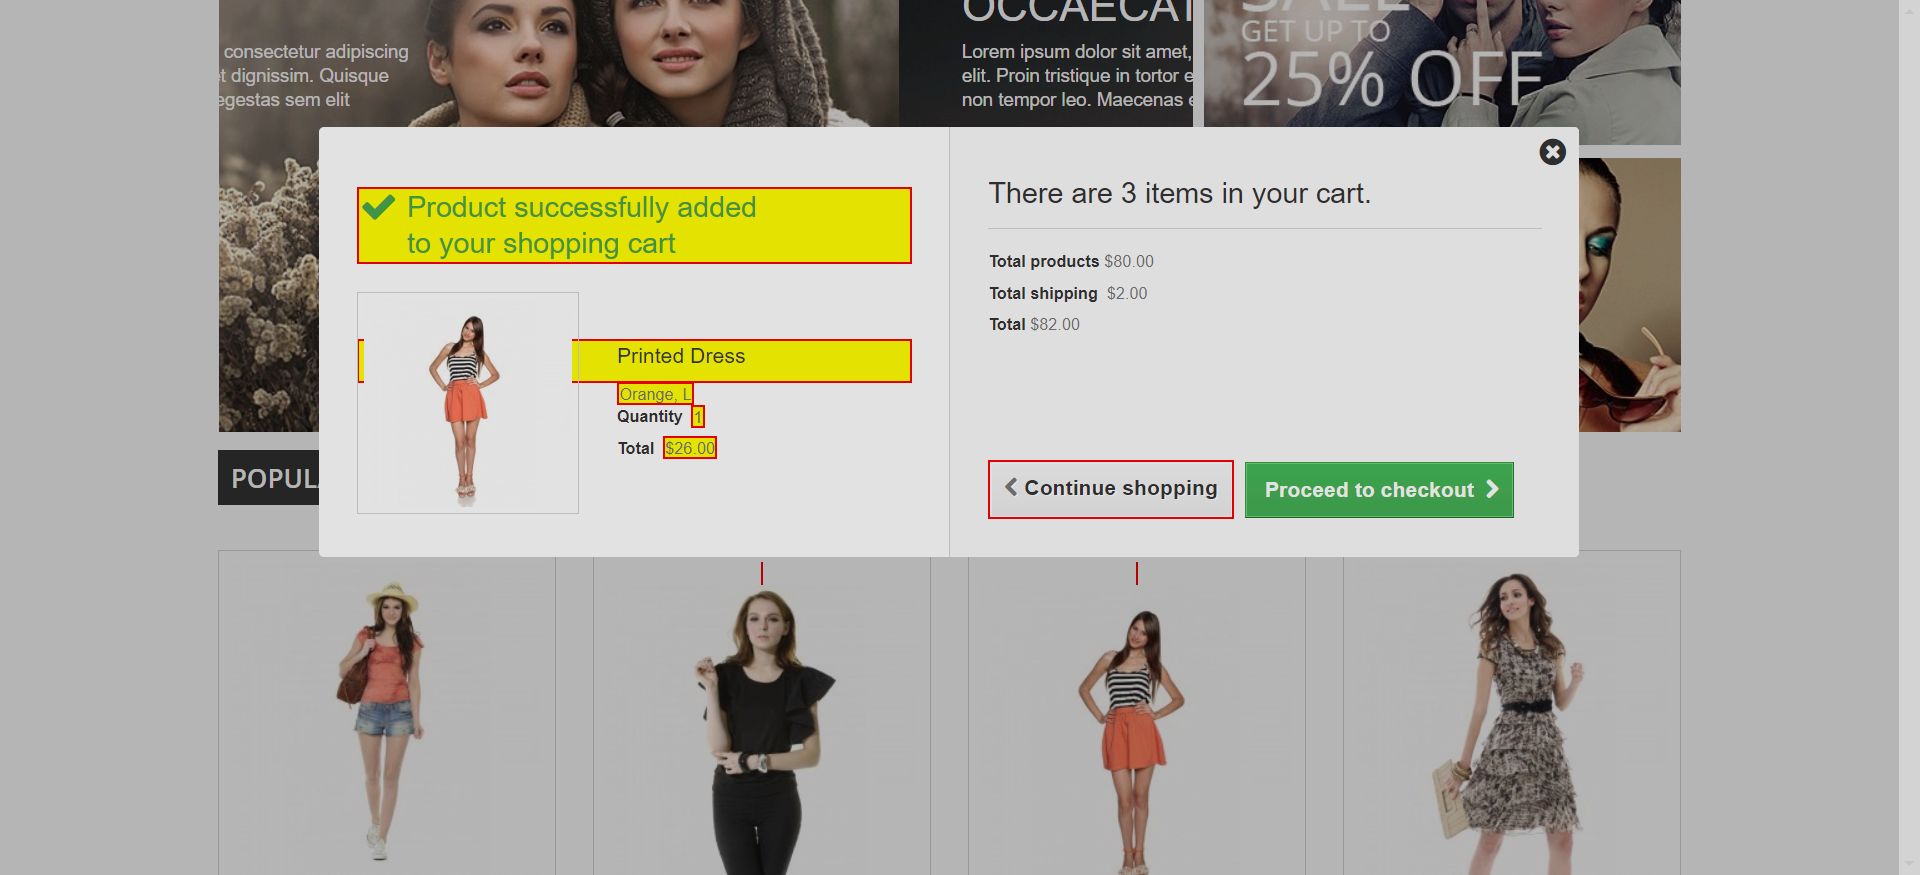 consectetur adipiscing
t dignissim. Quisque
egestas sem elit
OCCAECAT
Lorem ipsum dolor sit amet,
elit. Proin tristique in tortor e
non tempor leo. Maecenas e
SALE
GET UP TO
25% OFF
Product successfully added
to your shopping cart
Printed Dress
Orange, L
Quantity 1
Total $26.00
There are 3 items in your cart.
Total products $80.00
Total shipping $2.00
Total $82.00
Continue shopping
Proceed to checkout
POPULA